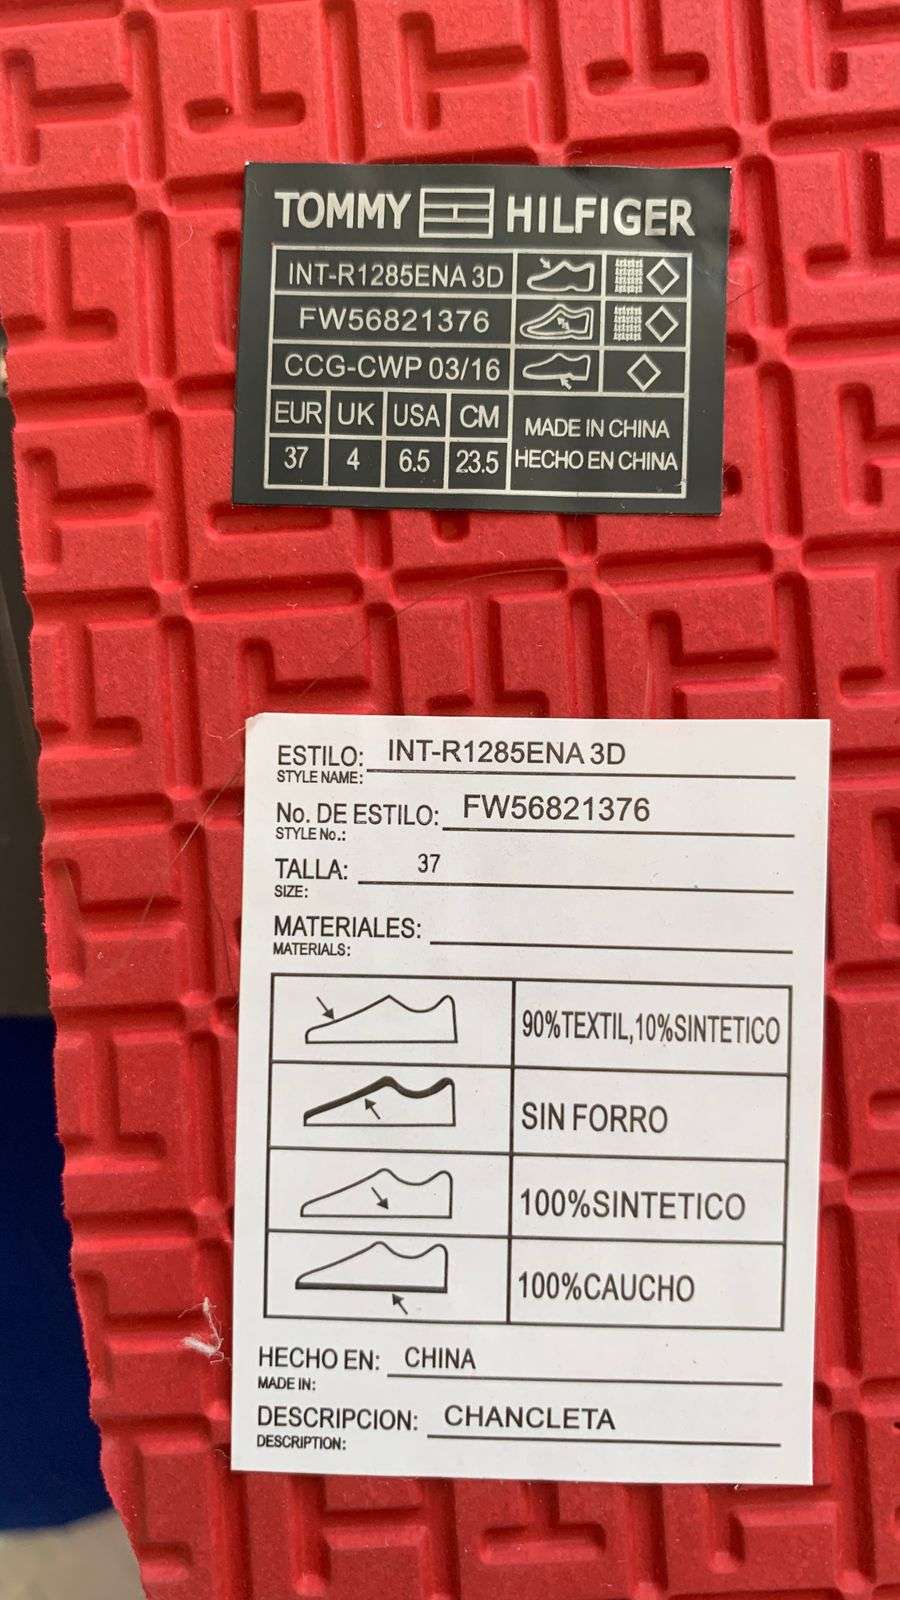 TOMMY HILFIGER
INT-R1285ENA 3D
FW56821376
CCG-CWP 03/16
EUR UK USA CM
37 4 6.5 23.5
MADE IN CHINA
HECHO EN CHINA
ESTILO: INT-R1285ENA 3D
STYLE NAME:
No. DE ESTILO: FW56821376
STYLE No.:
TALLA: 37
SIZE:
MATERIALES:
MATERIALS:
90%TEXTIL,10%SINTETICO
SIN FORRO
100%SINTETICO
100%CAUCHO
HECHO EN: CHINA
MADE IN:
DESCRIPCION: CHANCLETA
DESCRIPTION: